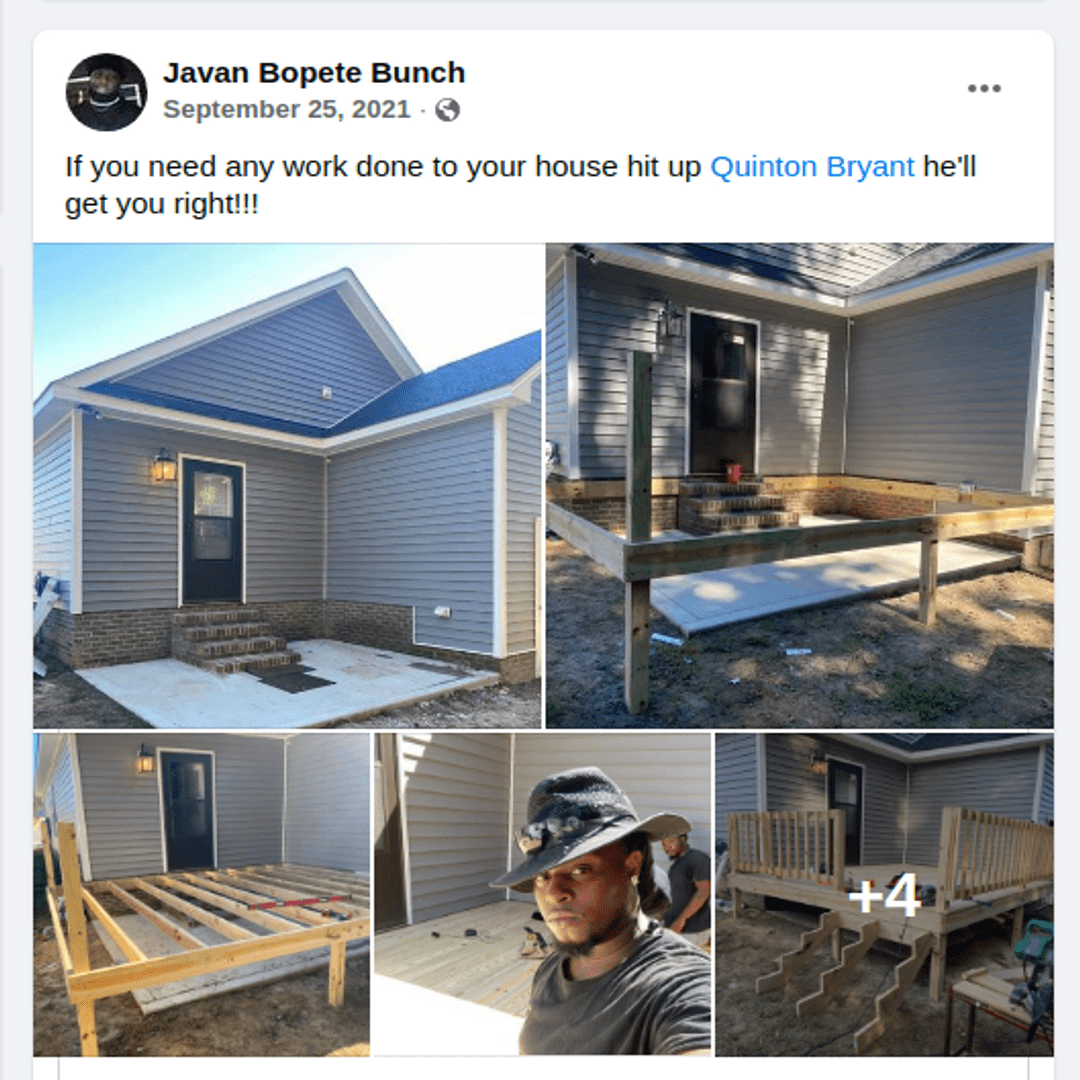 Javan Bopete Bunch
September 25, 2021 ·
If you need any work done to your house hit up Quinton Bryant he'll
get you right!!!
+4